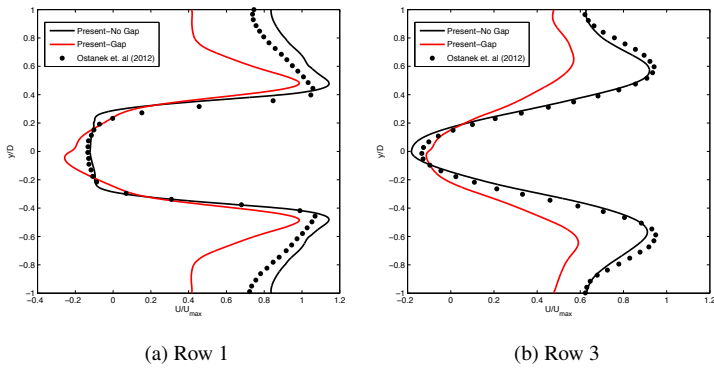 Present−No Gap
Present−Gap
Ostanek et. al (2012)
y/D
1
0.8
0.6
0.4
0.2
0
−0.2
−0.4
−0.6
−0.8
−1
−0.4 −0.2 0 0.2 0.4 0.6 0.8 1 1.2
U/Umax
(a) Row 1
Present−No Gap
Present−Gap
Ostanek et. al (2012)
y/D
1
0.8
0.6
0.4
0.2
0
−0.2
−0.4
−0.6
−0.8
−1
−0.2 0 0.2 0.4 0.6 0.8 1 1.2
U/Umax
(b) Row 3